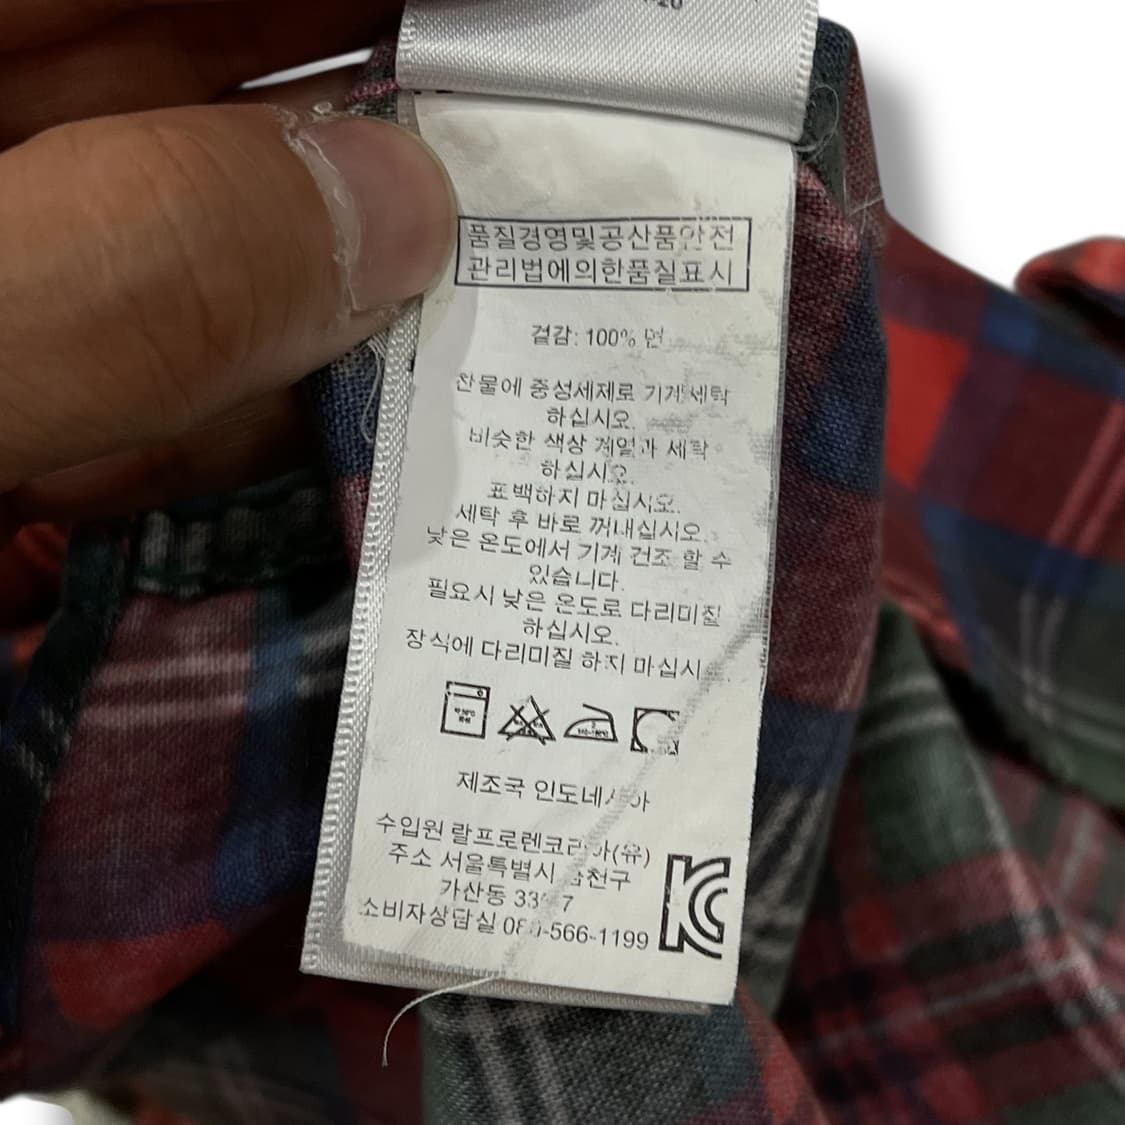 품질경영및공산품안전
관리법에의한품질표시
겉감: 100% 면
찬물에 중성세제로 기계세탁
하십시오.
비슷한 색상 계열과 세탁
하십시오.
표백하지 마십시오.
세탁 후 바로 꺼내십시오.
낮은 온도에서 기계 건조 할 수
있습니다.
필요시 낮은 온도로 다리미질
하십시오.
장식에 다리미질 하지 마십시오.
제조국 인도네시아
수입원 랄프로렌코리아(유)
주소 서울특별시 금천구
가산동
소비자상담실